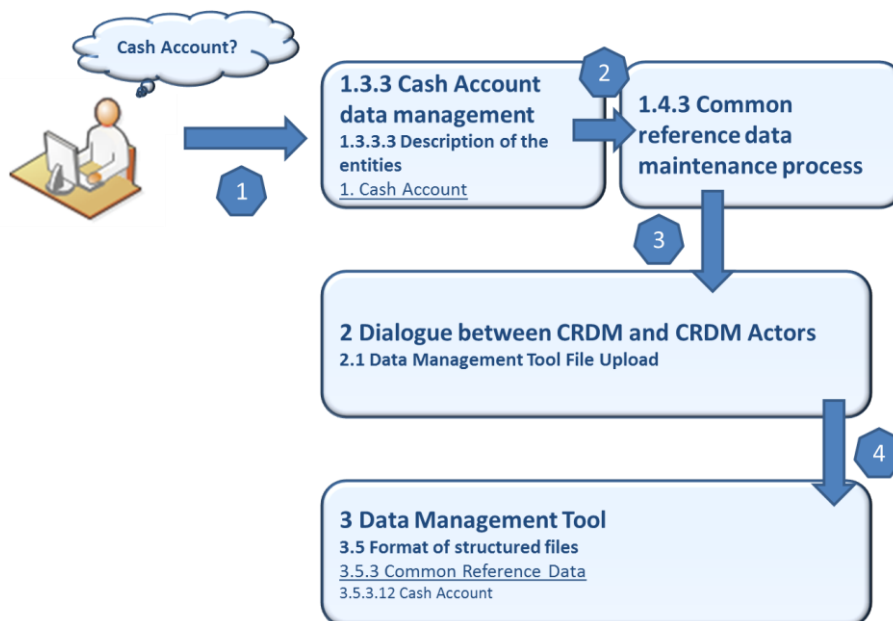 Cash Account?
1
1.3.3 Cash Account
data management
1.3.3.3 Description of the
entities
1. Cash Account
2
1.4.3 Common
reference data
maintenance process
3
2 Dialogue between CRDM and CRDM Actors
2.1 Data Management Tool File Upload
4
3 Data Management Tool
3.5 Format of structured files
3.5.3 Common Reference Data
3.5.3.12 Cash Account